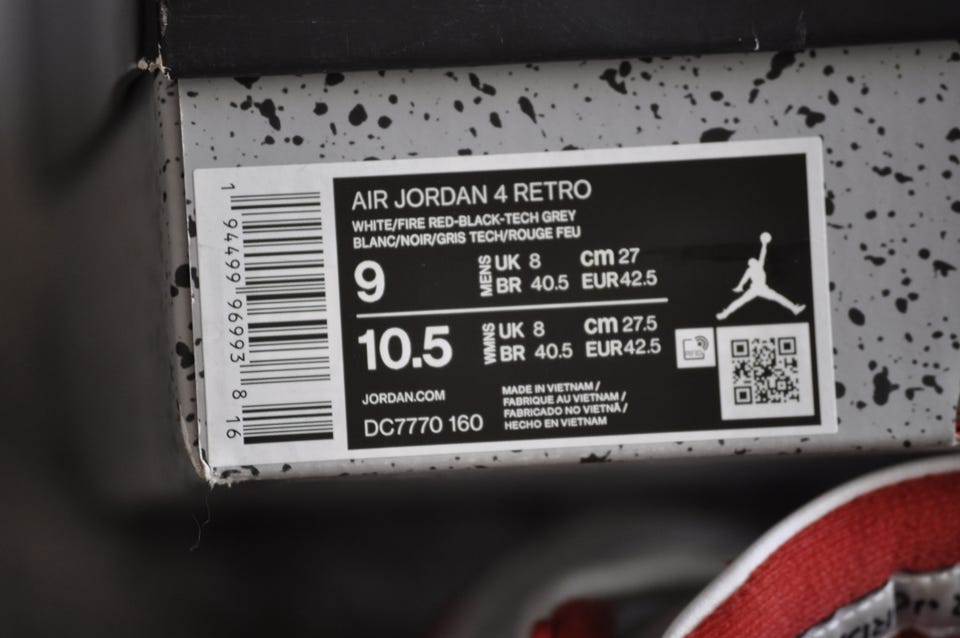 AIR JORDAN 4 RETRO
WHITE/FIRE RED-BLACK-TECH GREY
BLANC/NOIR/GRIS TECH/ROUGE FEU
9 MENS UK 8 cm 27
BR 40.5 EUR 42.5
10.5 WMNS UK 8 cm 27.5
BR 40.5 EUR 42.5
RFID
JORDAN.COM
DC7770 160
MADE IN VIETNAM /
FABRIQUE AU VIETNAM /
FABRICADO NO VIETNÃ /
HECHO EN VIETNAM
1 94499 96993 8 16